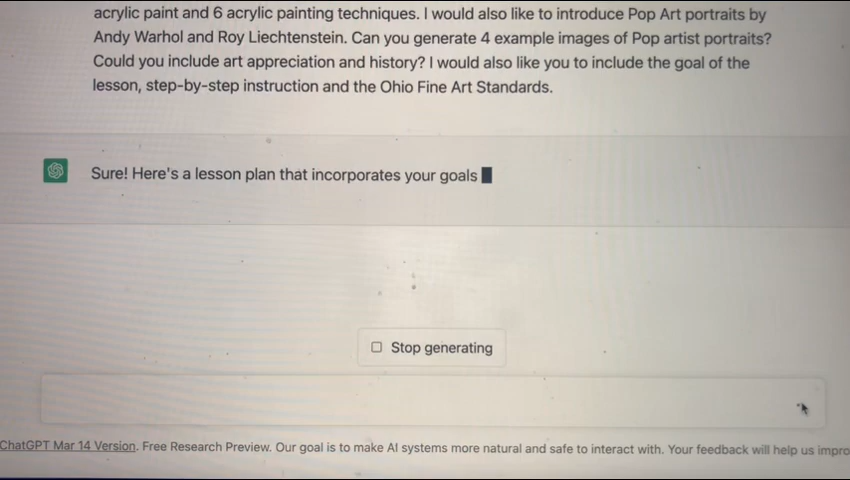 acrylic paint and 6 acrylic painting techniques. I would also like to introduce Pop Art portraits by
Andy Warhol and Roy Liechtenstein. Can you generate 4 example images of Pop artist portraits?
Could you include art appreciation and history? I would also like you to include the goal of the
lesson, step-by-step instruction and the Ohio Fine Art Standards.
Sure! Here's a lesson plan that incorporates your goals
Stop generating
ChatGPT Mar 14 Version. Free Research Preview. Our goal is to make AI systems more natural and safe to interact with. Your feedback will help us impro